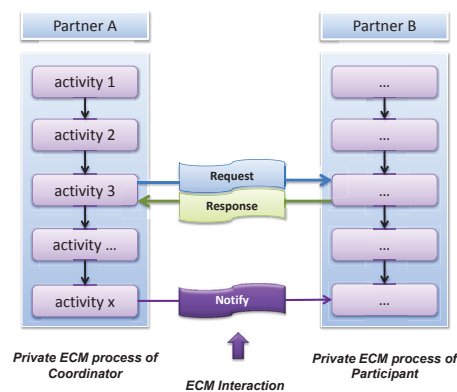 Partner A
Partner B
activity 1
...
activity 2
...
activity 3
Request
...
Response
activity ...
...
activity x
Notify
...
Private ECM process of
Coordinator
ECM Interaction
Private ECM process of
Participant